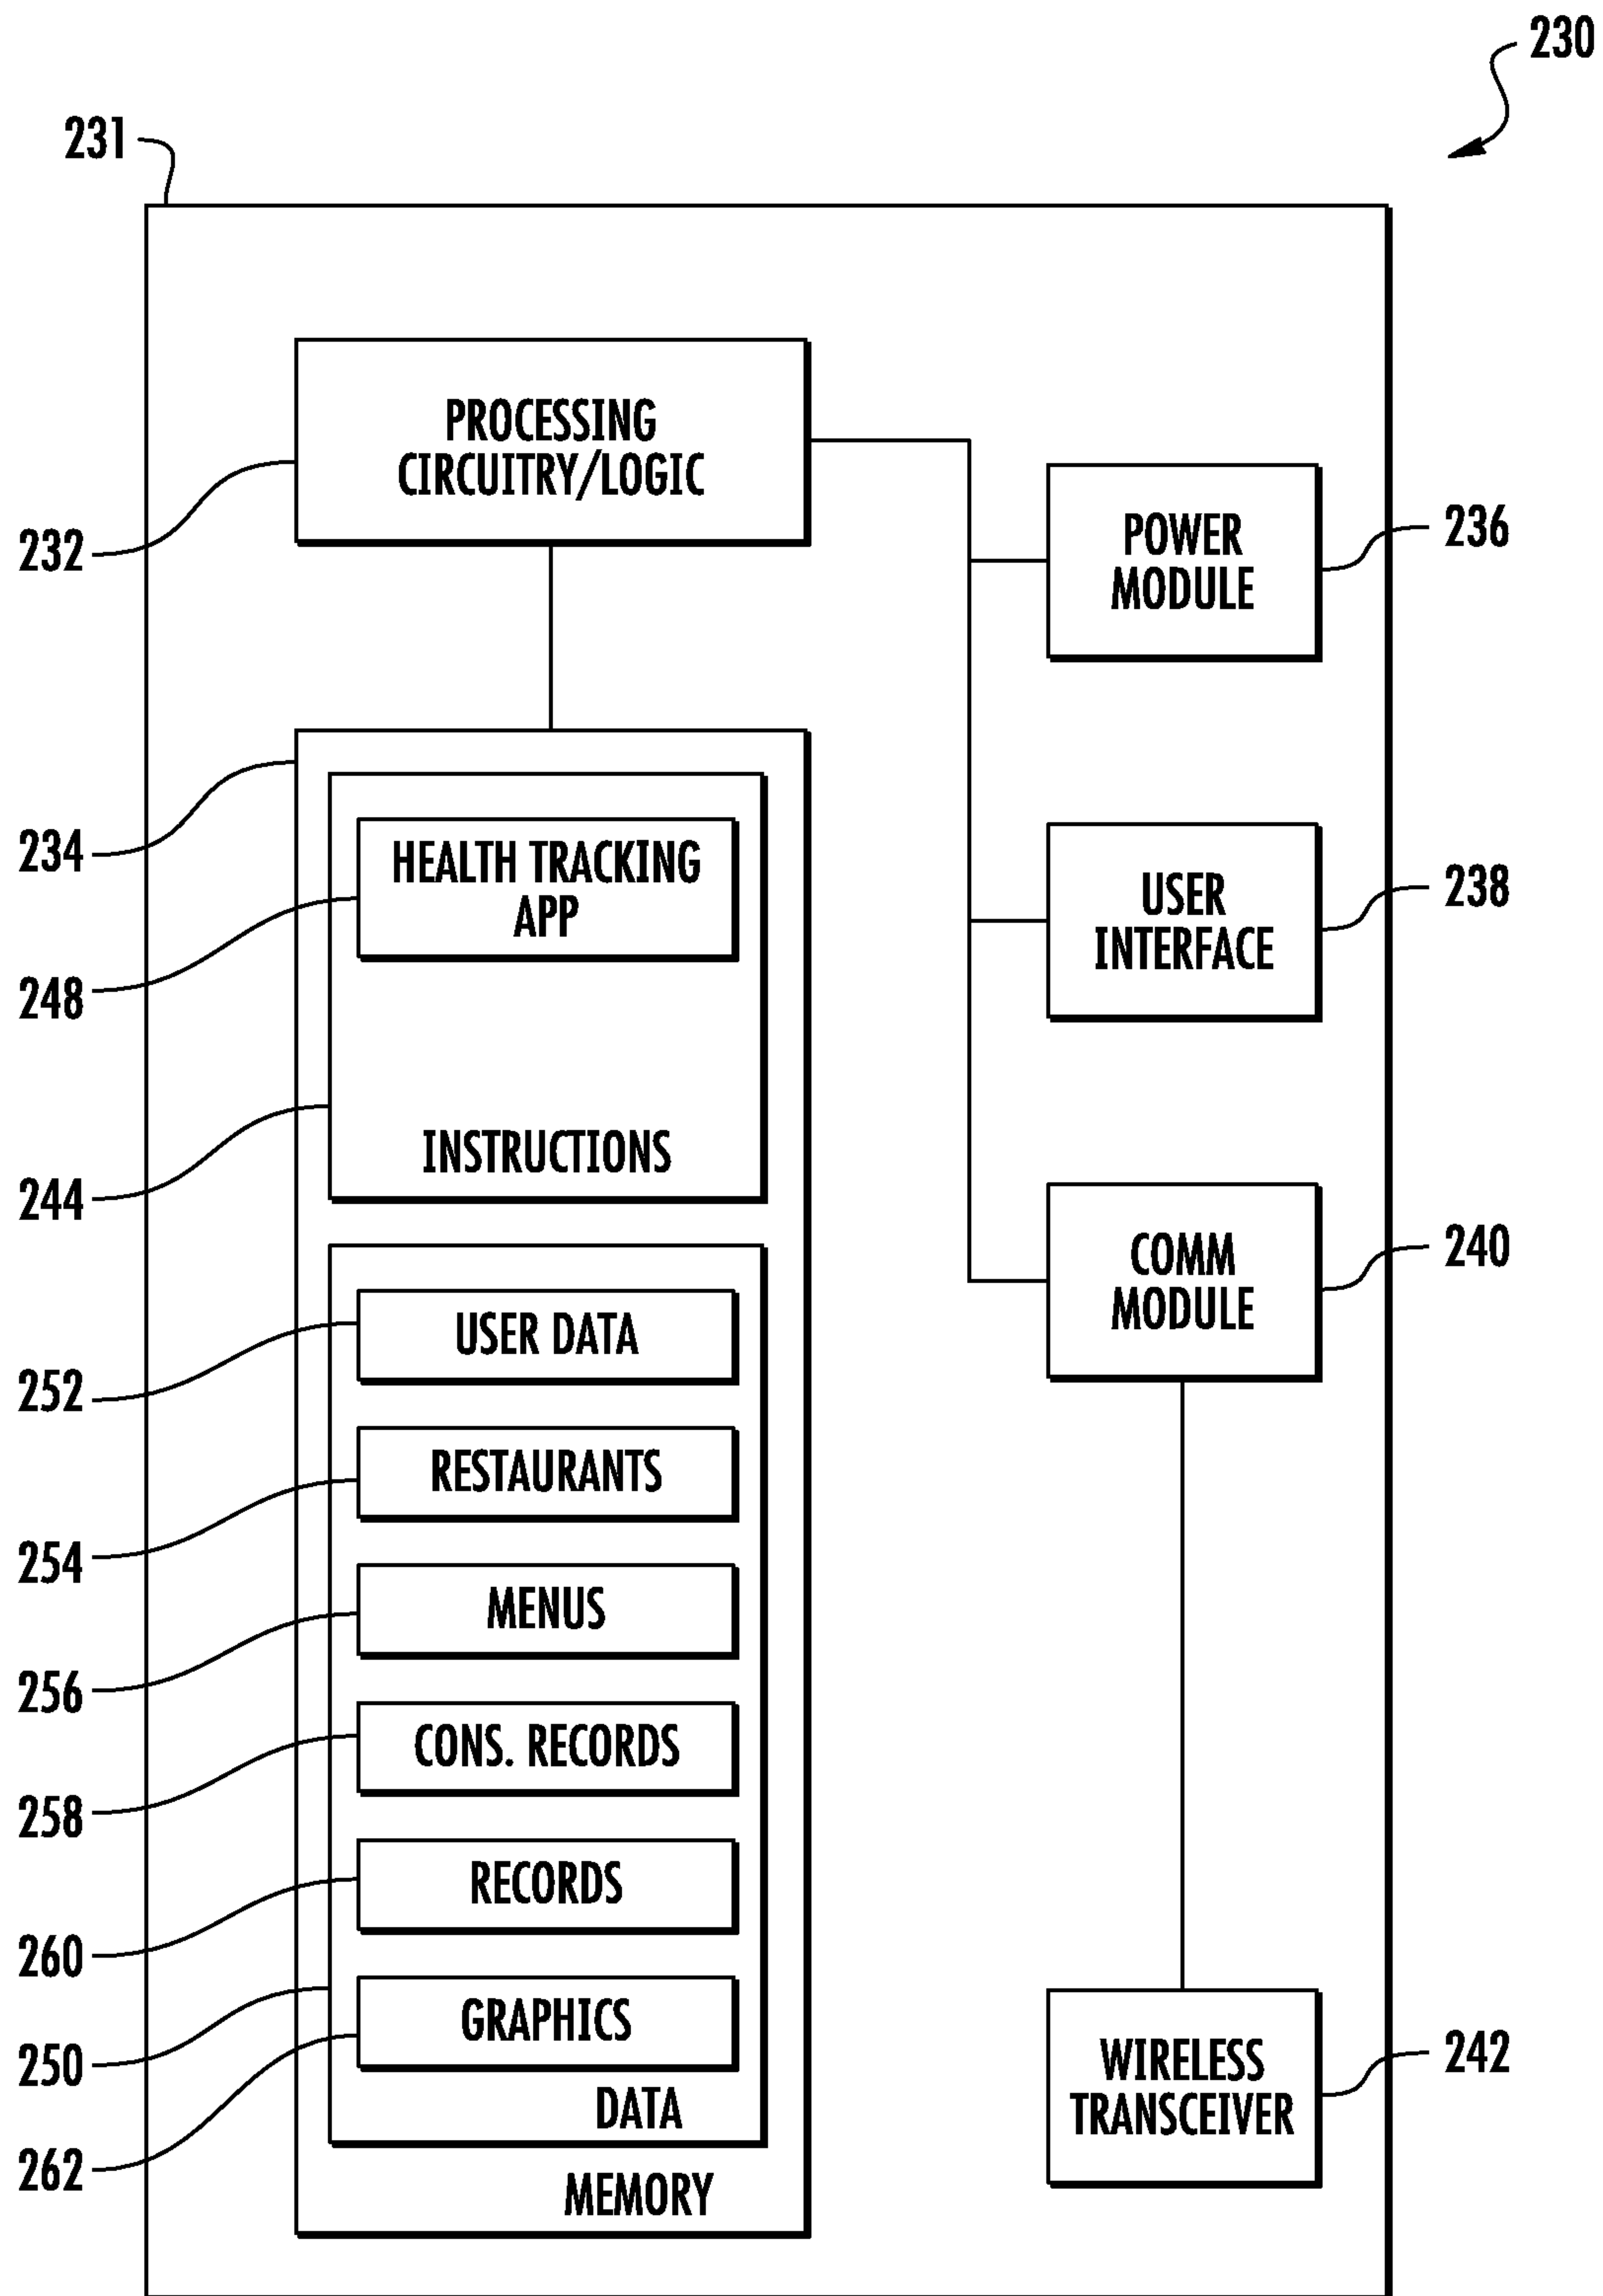 230
231
PROCESSING
CIRCUITRY/LOGIC
232
POWER
MODULE
236
234
HEALTH TRACKING
APP
248
INSTRUCTIONS
244
USER
INTERFACE
238
COMM
MODULE
240
USER DATA
252
RESTAURANTS
254
MENUS
256
CONS. RECORDS
258
RECORDS
260
GRAPHICS
250
262
DATA
MEMORY
WIRELESS
TRANSCEIVER
242